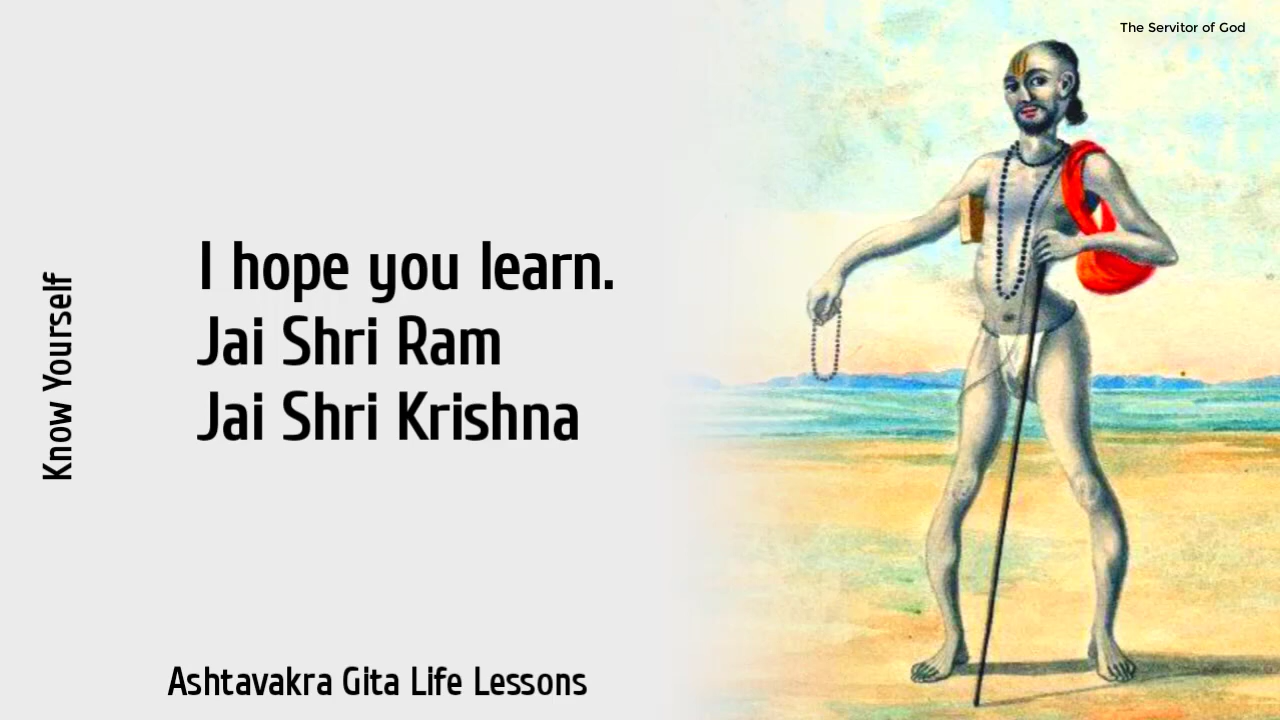 The Servitor of God
Know Yourself
I hope you learn.
Jai Shri Ram
Jai Shri Krishna
Ashtavakra Gita Life Lessons